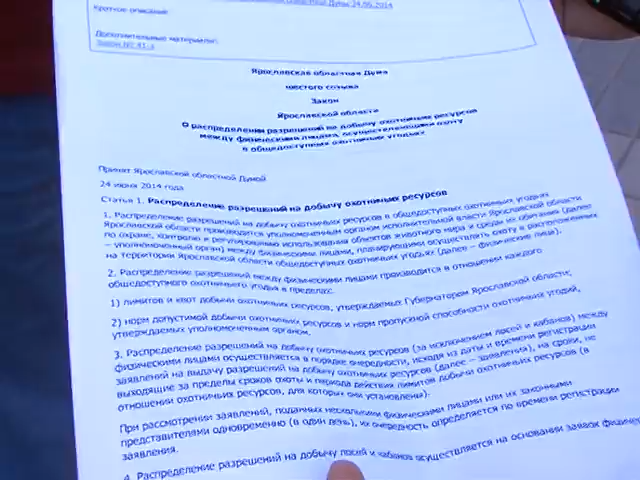 Думы 24.06.2014
Краткое описание:
Дополнительные материалы:
Закон № 41-з
Ярославская областная Дума
шестого созыва
Закон
Ярославской области
О распределении разрешений на добычу охотничьих ресурсов
между физическими лицами, осуществляющими охоту
в общедоступных охотничьих угодьях
Принят Ярославской областной Думой
24 июня 2014 года
Статья 1. Распределение разрешений на добычу охотничьих ресурсов
1. Распределение разрешений на добычу охотничьих ресурсов в общедоступных охотничьих угодьях
Ярославской области производится уполномоченным органом исполнительной власти Ярославской области
по охране, контролю и регулированию использования объектов животного мира и среды их обитания (далее
– уполномоченный орган) между физическими лицами, планирующими осуществлять охоту в расположенных
на территории Ярославской области общедоступных охотничьих угодьях (далее – физические лица).
2. Распределение разрешений между физическими лицами производится в отношении каждого
общедоступного охотничьего угодья в пределах:
1) лимитов и квот добычи охотничьих ресурсов, утверждаемых Губернатором Ярославской области;
2) норм допустимой добычи охотничьих ресурсов и норм пропускной способности охотничьих угодий,
утверждаемых уполномоченным органом.
3. Распределение разрешений на добычу охотничьих ресурсов (за исключением лосей и кабанов) между
физическими лицами осуществляется в порядке очередности, исходя из даты и времени регистрации
заявлений на выдачу разрешений на добычу охотничьих ресурсов (далее – заявления), на сроки, не
выходящие за пределы сроков охоты и периода действия лимитов добычи охотничьих ресурсов (в
отношении охотничьих ресурсов, для которых они установлены).
При рассмотрении заявлений, поданных несколькими физическими лицами или их законными
представителями одновременно (в один день), их очередность определяется по времени регистрации
заявления.
4. Распределение разрешений на добычу лосей и кабанов осуществляется на основании заявок